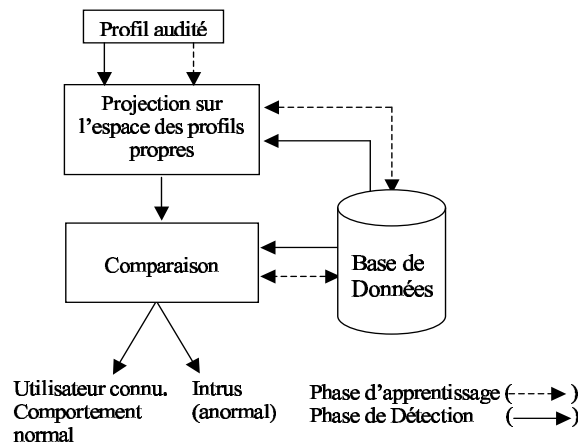 Profil audité
Projection sur
l'espace des profils
propres
Comparaison
Base de
Données
Utilisateur connu.
Comportement
normal
Intrus
(anormal)
Phase d'apprentissage ( )
Phase de Détection ( )